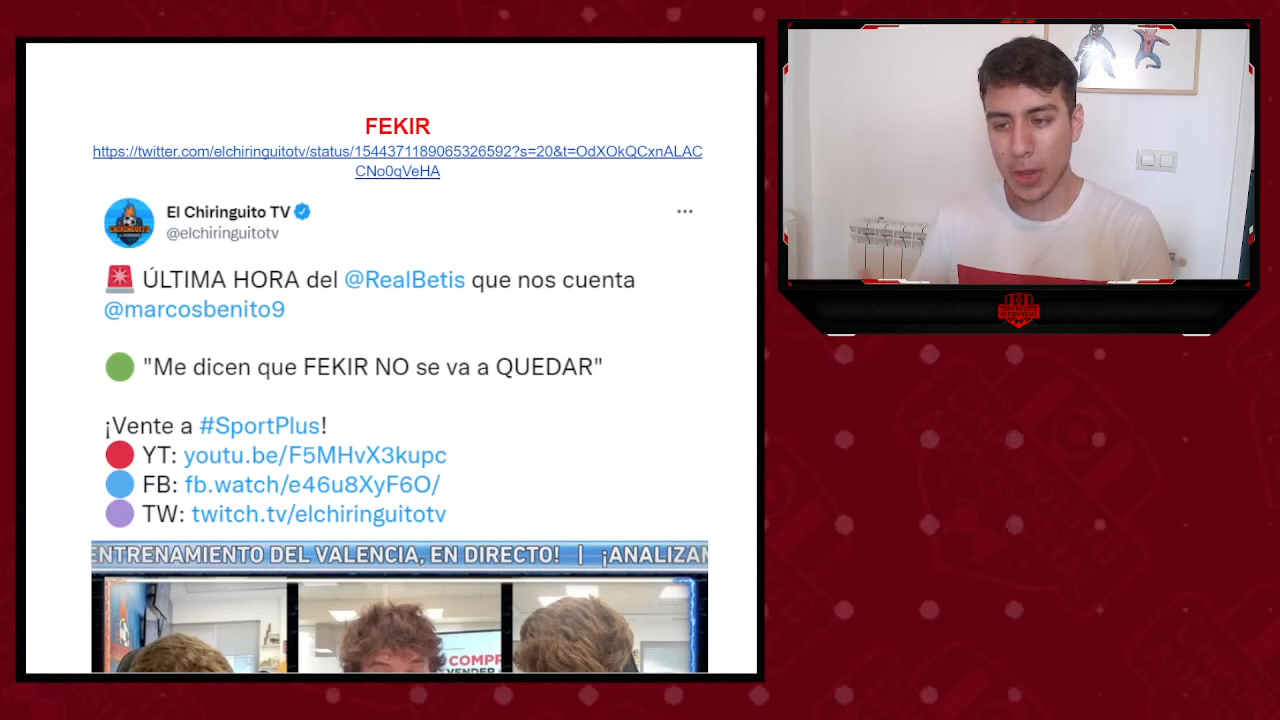 FEKIR
https://twitter.com/elchiringuitotv/status/1544371189065326592?s=20&t=OdXOkQCxnALAC
CNo0qVeHA
El Chiringuito TV
@elchiringuitotv
ÚLTIMA HORA del @RealBetis que nos cuenta
@marcosbenito9
"Me dicen que FEKIR NO se va a QUEDAR"
¡Vente a #SportPlus!
YT: youtu.be/F5MHvX3kupc
FB: fb.watch/e46u8XyF6O/
TW: twitch.tv/elchiringuitotv
ENTRENAMIENTO DEL VALENCIA, EN DIRECTO! | ¡ANALIZAN
COMPR
VENDER